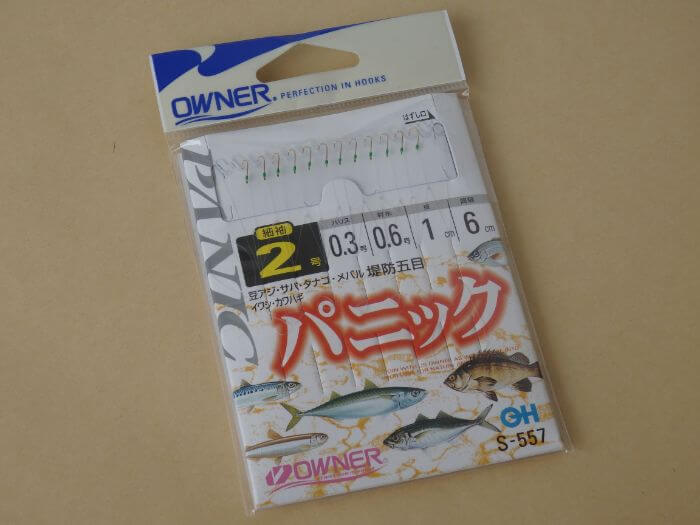 OWNER
PERFECTION IN HOOKS
はずし口
PANIC
細袖
2号
ハリス
0.3号
幹糸
0.6号
1cm
間隔
6cm
豆アジ・サバ・タナゴ・メバル 堤防五目
イワシ・カワハギ
パニック
OH
S-557
OWNER